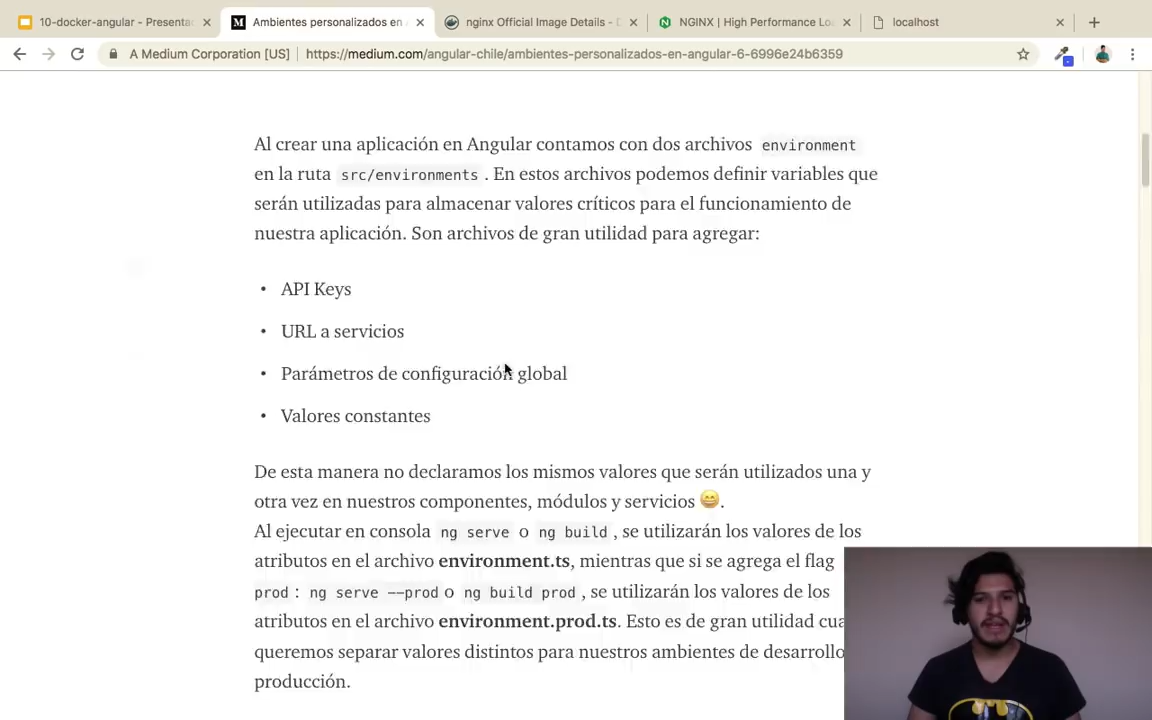 10-docker-angular - Presenta
Ambientes personalizados en
nginx Official Image Details - D
NGINX | High Performance Lo
localhost
A Medium Corporation [US]
https://medium.com/angular-chile/ambientes-personalizados-en-angular-6-6996e24b6359
Al crear una aplicación en Angular contamos con dos archivos environment
en la ruta src/environments . En estos archivos podemos definir variables que
serán utilizadas para almacenar valores críticos para el funcionamiento de
nuestra aplicación. Son archivos de gran utilidad para agregar:
• API Keys
• URL a servicios
• Parámetros de configuración global
• Valores constantes
De esta manera no declaramos los mismos valores que serán utilizados una y
otra vez en nuestros componentes, módulos y servicios 😄.
Al ejecutar en consola ng serve o ng build , se utilizarán los valores de los
atributos en el archivo environment.ts, mientras que si se agrega el flag
prod : ng serve --prod o ng build prod , se utilizarán los valores de los
atributos en el archivo environment.prod.ts. Esto es de gran utilidad cua
queremos separar valores distintos para nuestros ambientes de desarrollo
producción.